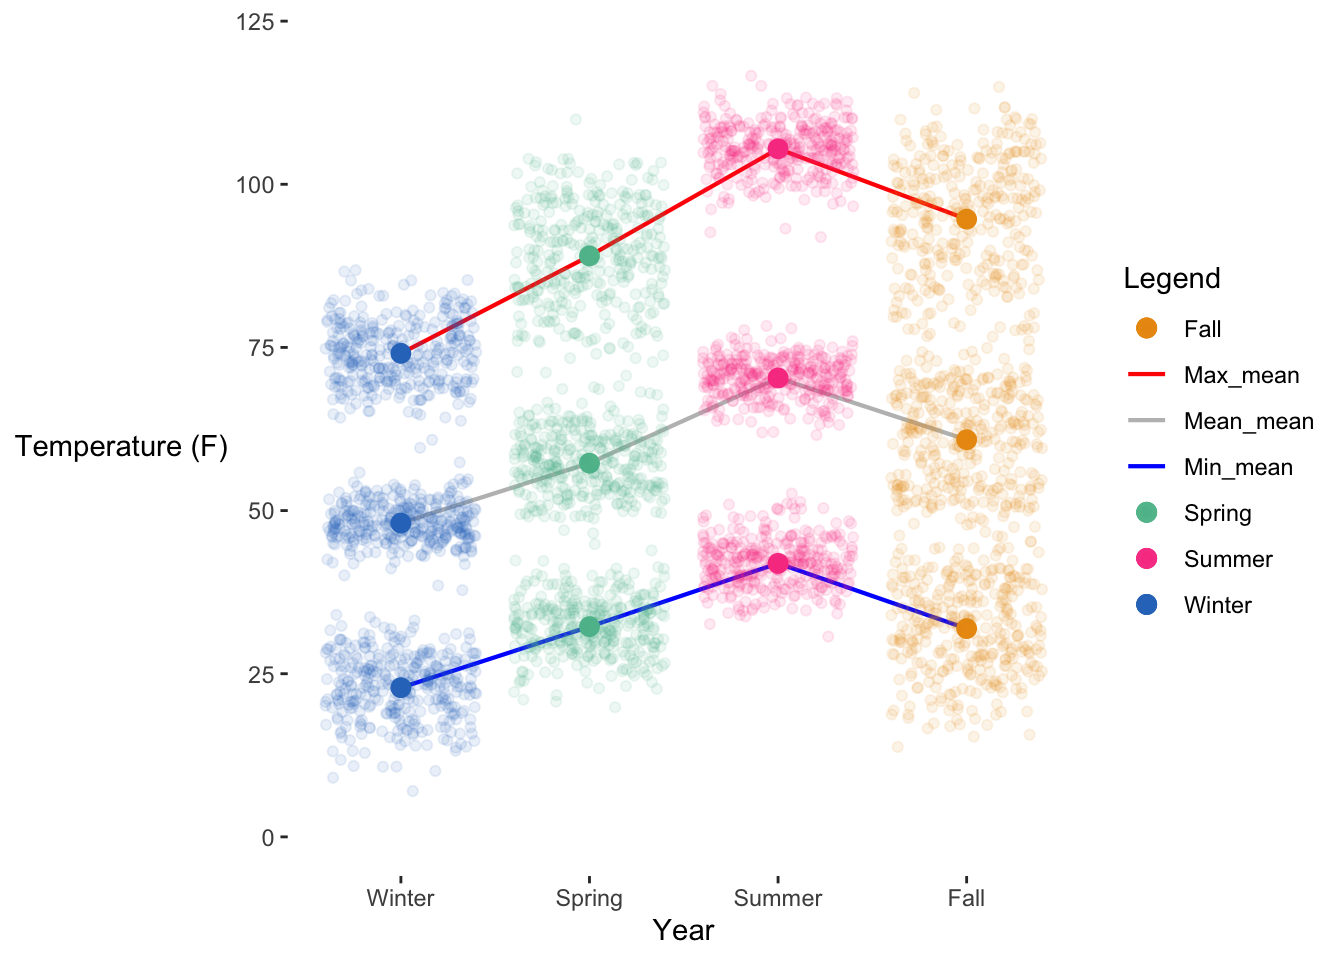 125
100
75
Temperature (F)
50
25
0
Winter Spring Summer Fall
Year
Legend
Fall
Max_mean
Mean_mean
Min_mean
Spring
Summer
Winter